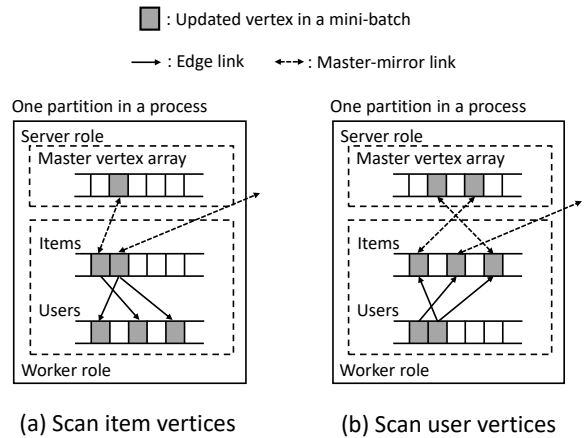 : Updated vertex in a mini-batch
: Edge link
: Master-mirror link
One partition in a process
Server role
Master vertex array
Items
Users
Worker role
(a) Scan item vertices
One partition in a process
Server role
Master vertex array
Items
Users
Worker role
(b) Scan user vertices